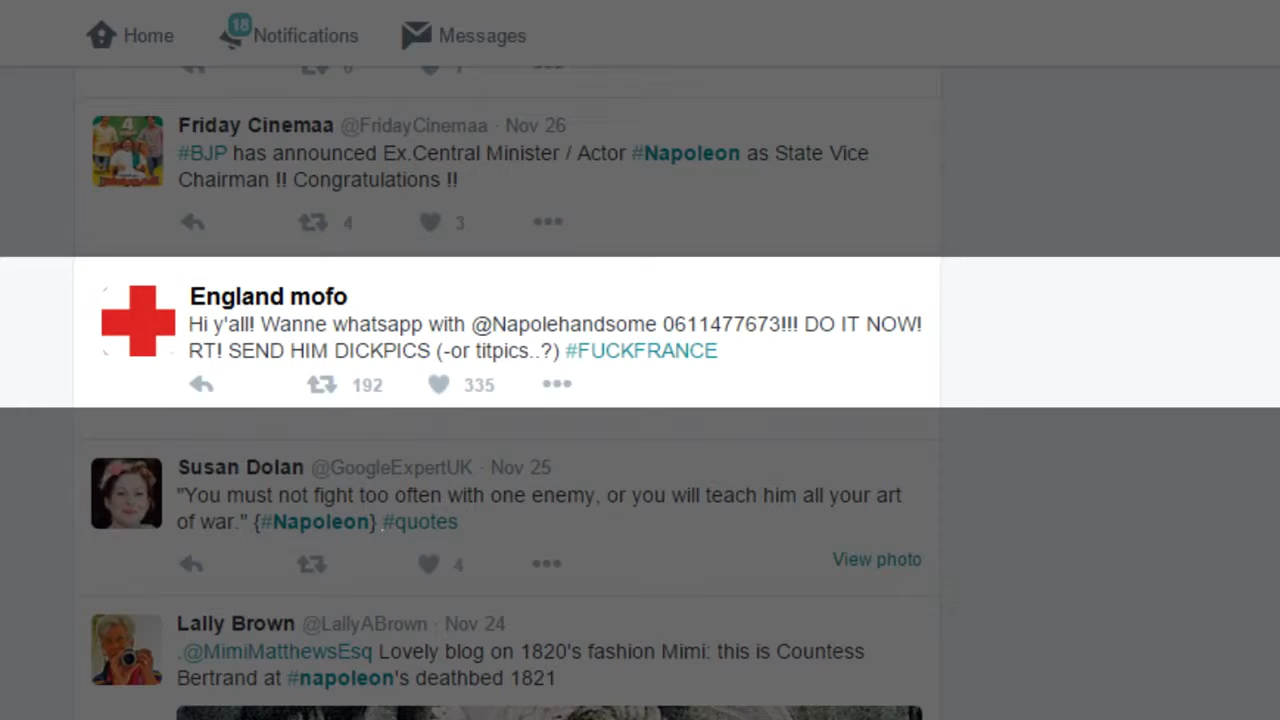 Home
18
Notifications
Messages
Friday Cinemaa @FridayCinemaa · Nov 26
#BJP has announced Ex.Central Minister / Actor #Napoleon as State Vice
Chairman !! Congratulations !!
4
3
England mofo
Hi y'all! Wanne whatsapp with @Napolehandsome 0611477673!!! DO IT NOW!
RT! SEND HIM DICKPICS (-or titpics..?) #FUCKFRANCE
192
335
Susan Dolan @GoogleExpertUK · Nov 25
"You must not fight too often with one enemy, or you will teach him all your art
of war." {#Napoleon} #quotes
4
View photo
Lally Brown @LallyABrown · Nov 24
.@MimiMatthewsEsq Lovely blog on 1820's fashion Mimi: this is Countess
Bertrand at #napoleon's deathbed 1821